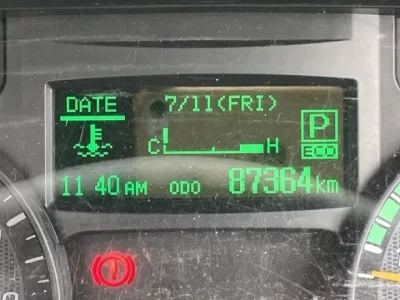 DATE 7/11(FRI)
P
C H ECO
11 40 AM ODO 87364 km